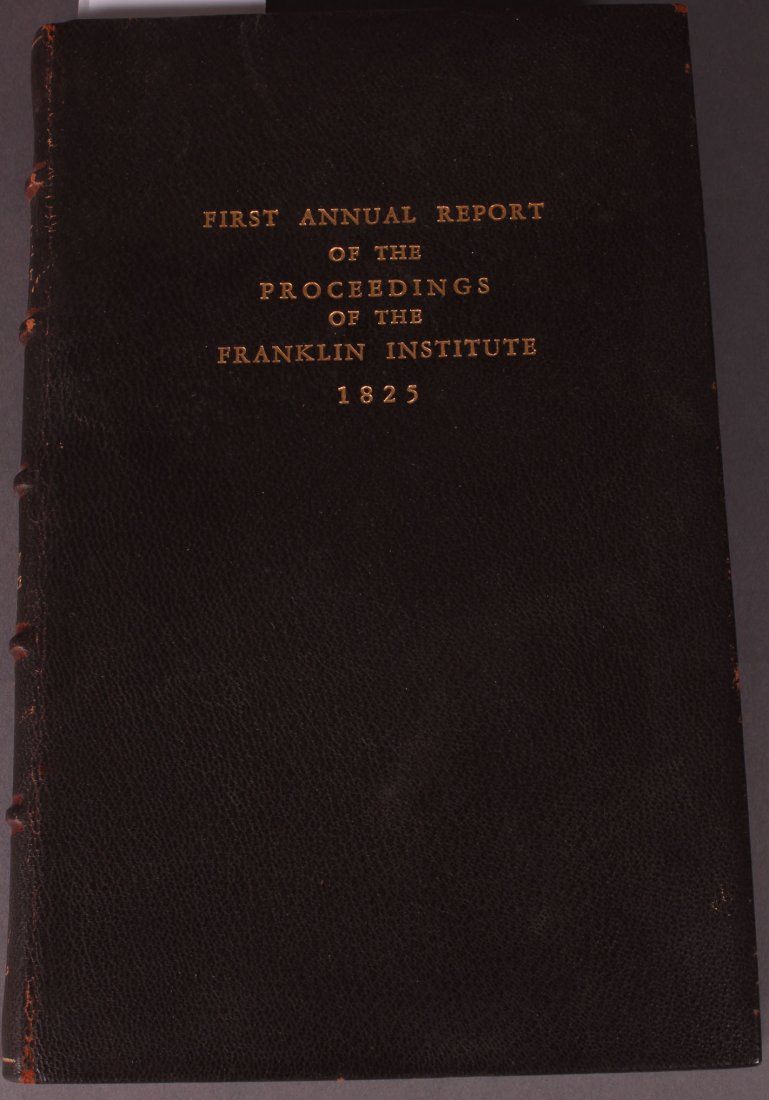 FIRST ANNUAL REPORT
OF THE
PROCEEDINGS
OF THE
FRANKLIN INSTITUTE
1825